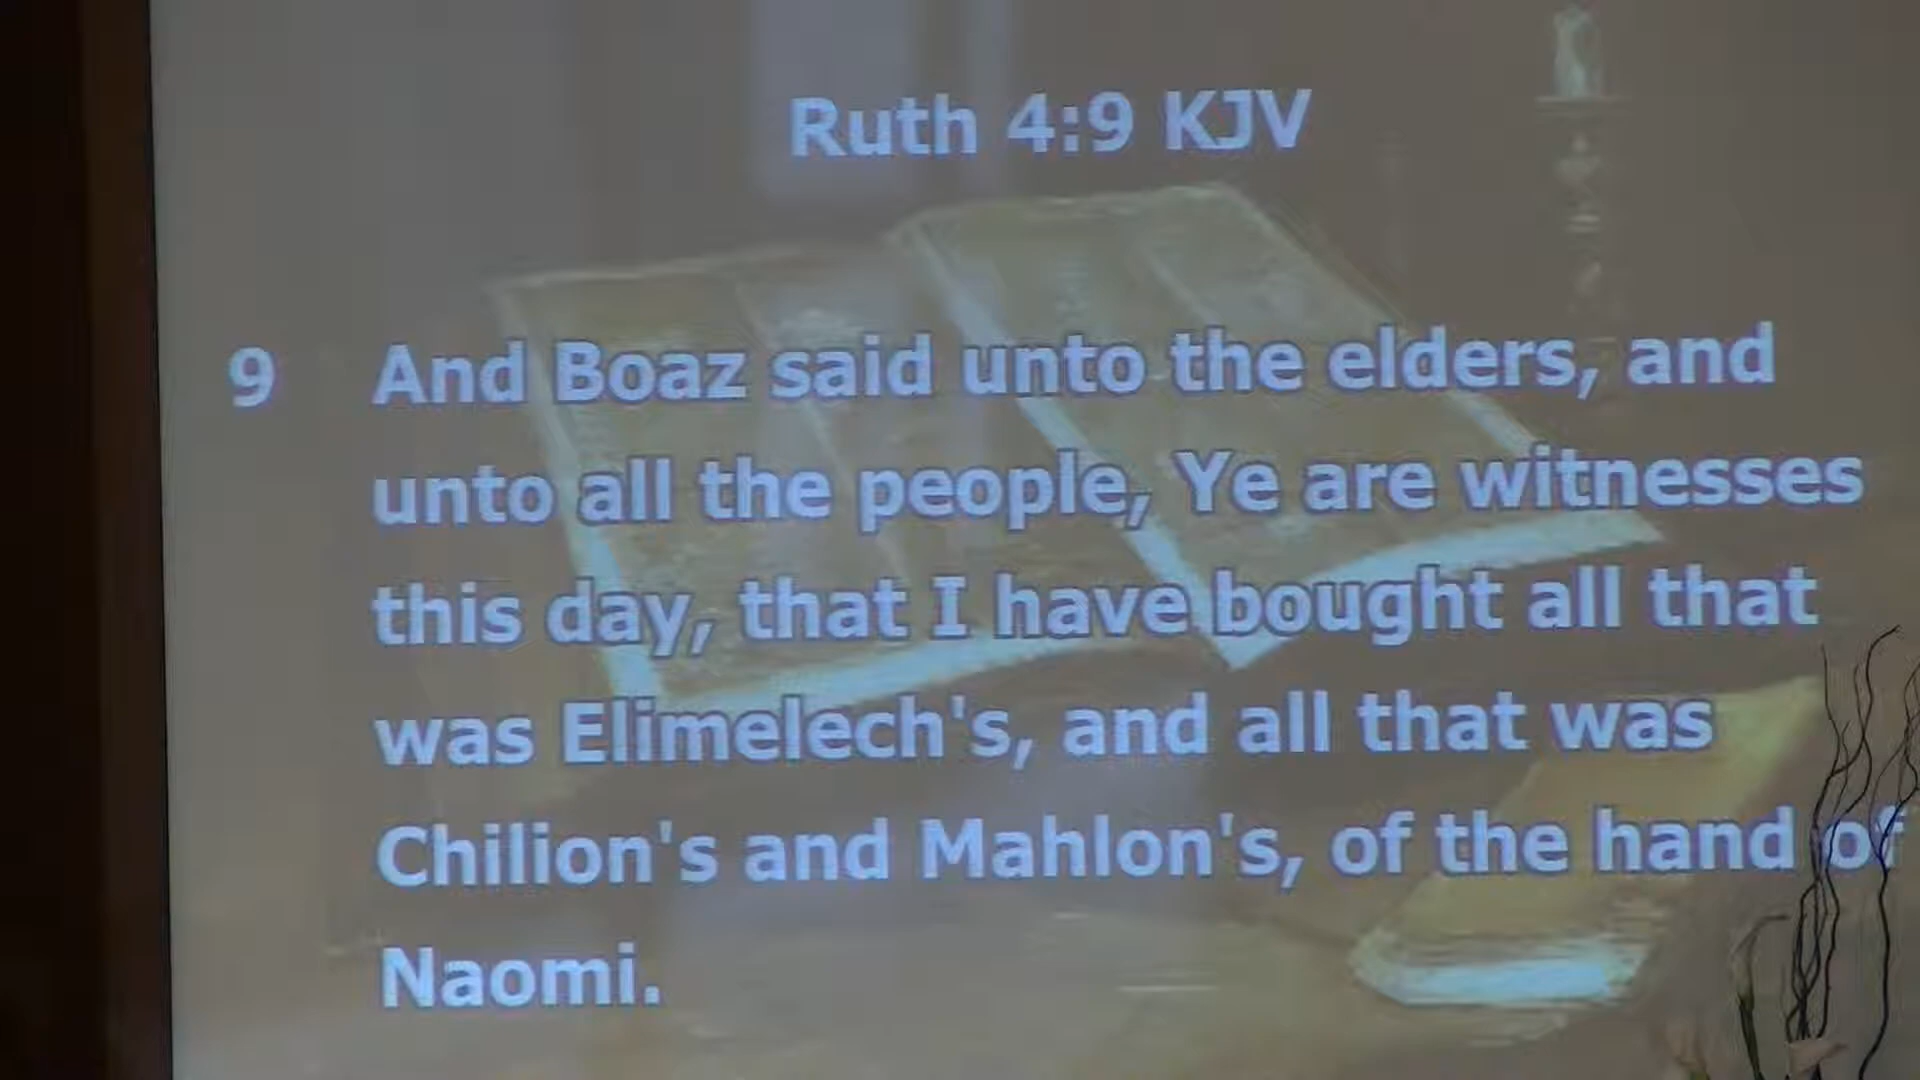 Ruth 4:9 KJV
9 And Boaz said unto the elders, and
unto all the people, Ye are witnesses
this day, that I have bought all that
was Elimelech's, and all that was
Chilion's and Mahlon's, of the hand of
Naomi.